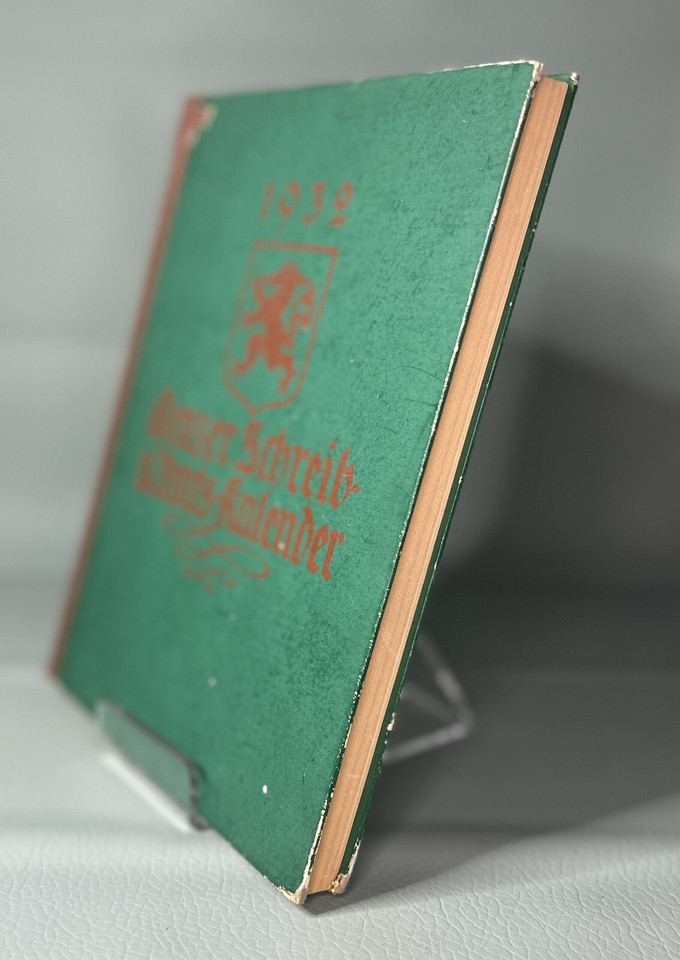 1932
Grazer Schreib-
u. Amts-Kalender